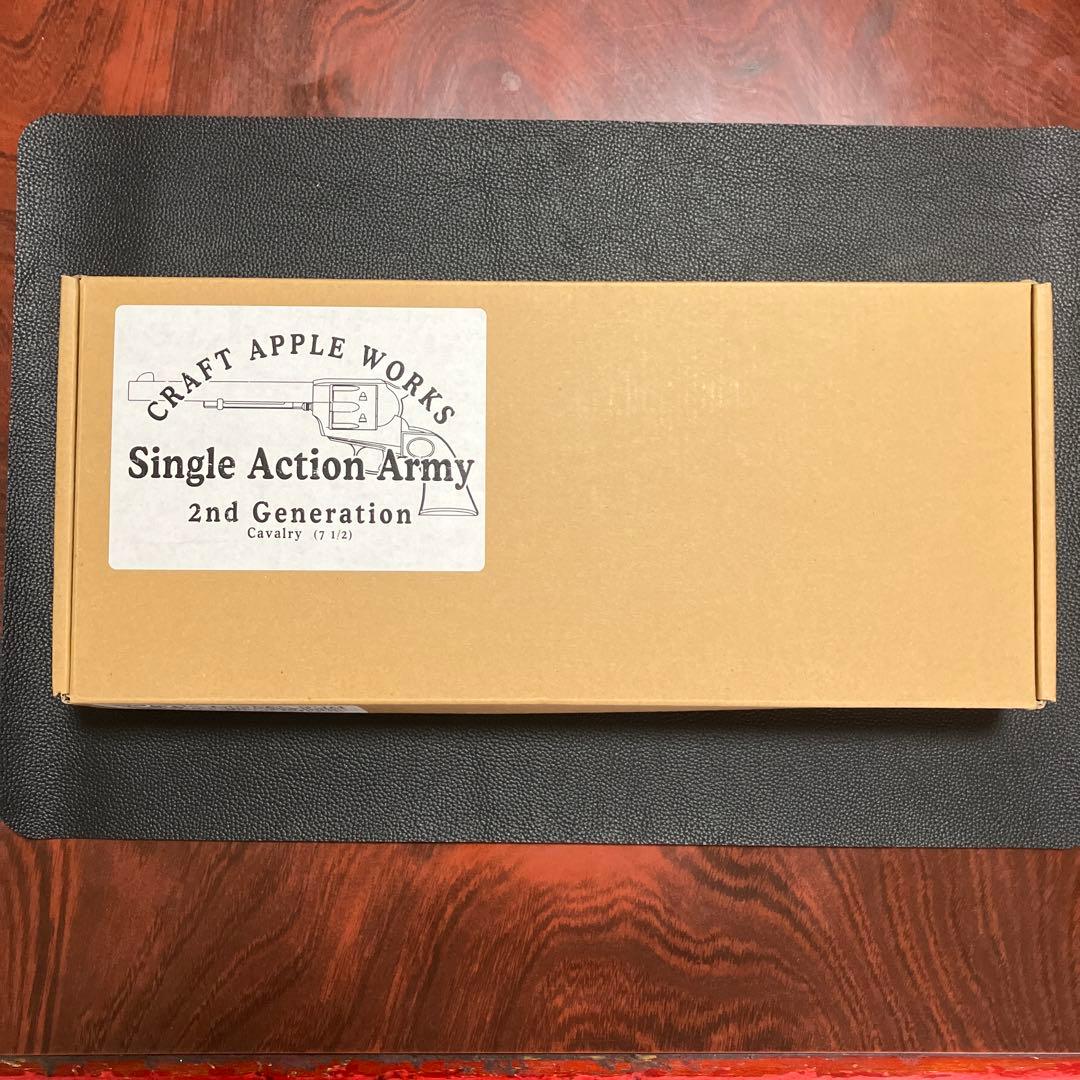 CRAFT APPLE WORKS
Single Action Army
2nd Generation
Cavalry (7 1/2)